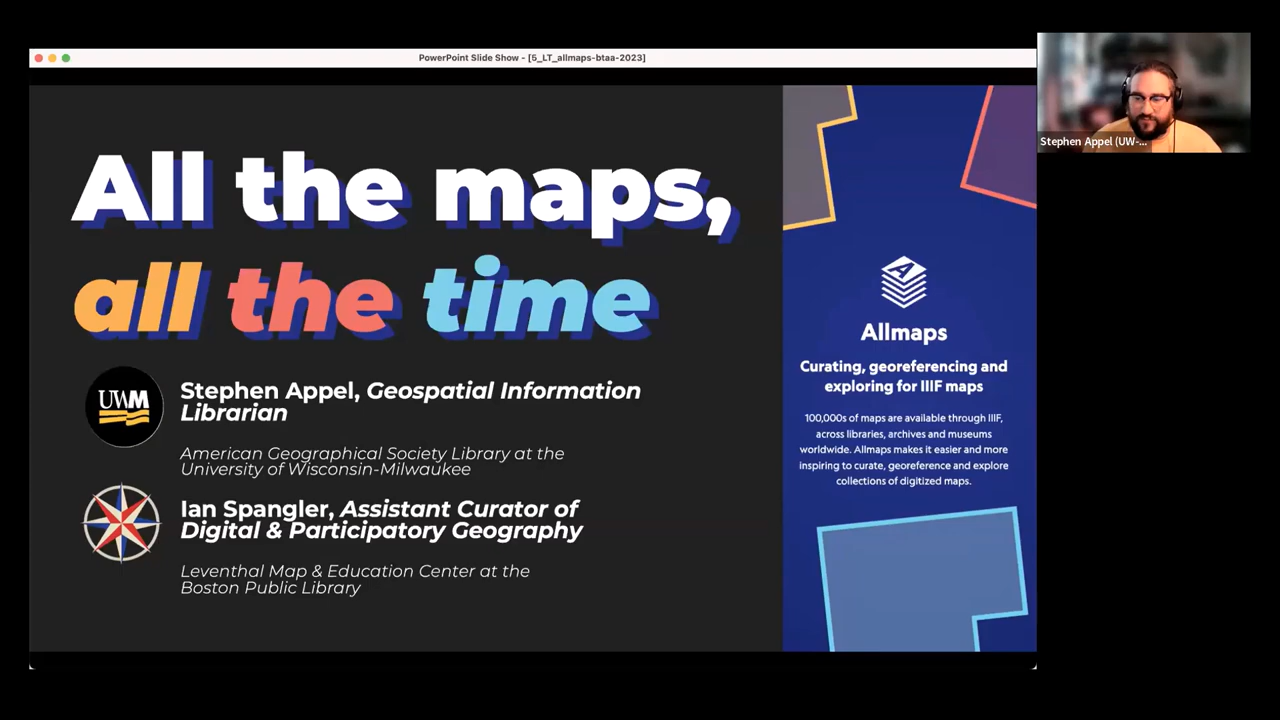 PowerPoint Slide Show - [5_LT_allmaps-btaa-2023]
All the maps,
all the time
UWM
Stephen Appel, Geospatial Information
Librarian
American Geographical Society Library at the
University of Wisconsin-Milwaukee
Ian Spangler, Assistant Curator of
Digital & Participatory Geography
Leventhal Map & Education Center at the
Boston Public Library
A
Allmaps
Curating, georeferencing and
exploring for IIIF maps
100,000s of maps are available through IIIF,
across libraries, archives and museums
worldwide. Allmaps makes it easier and more
inspiring to curate, georeference and explore
collections of digitized maps.
Stephen Appel (UW-...